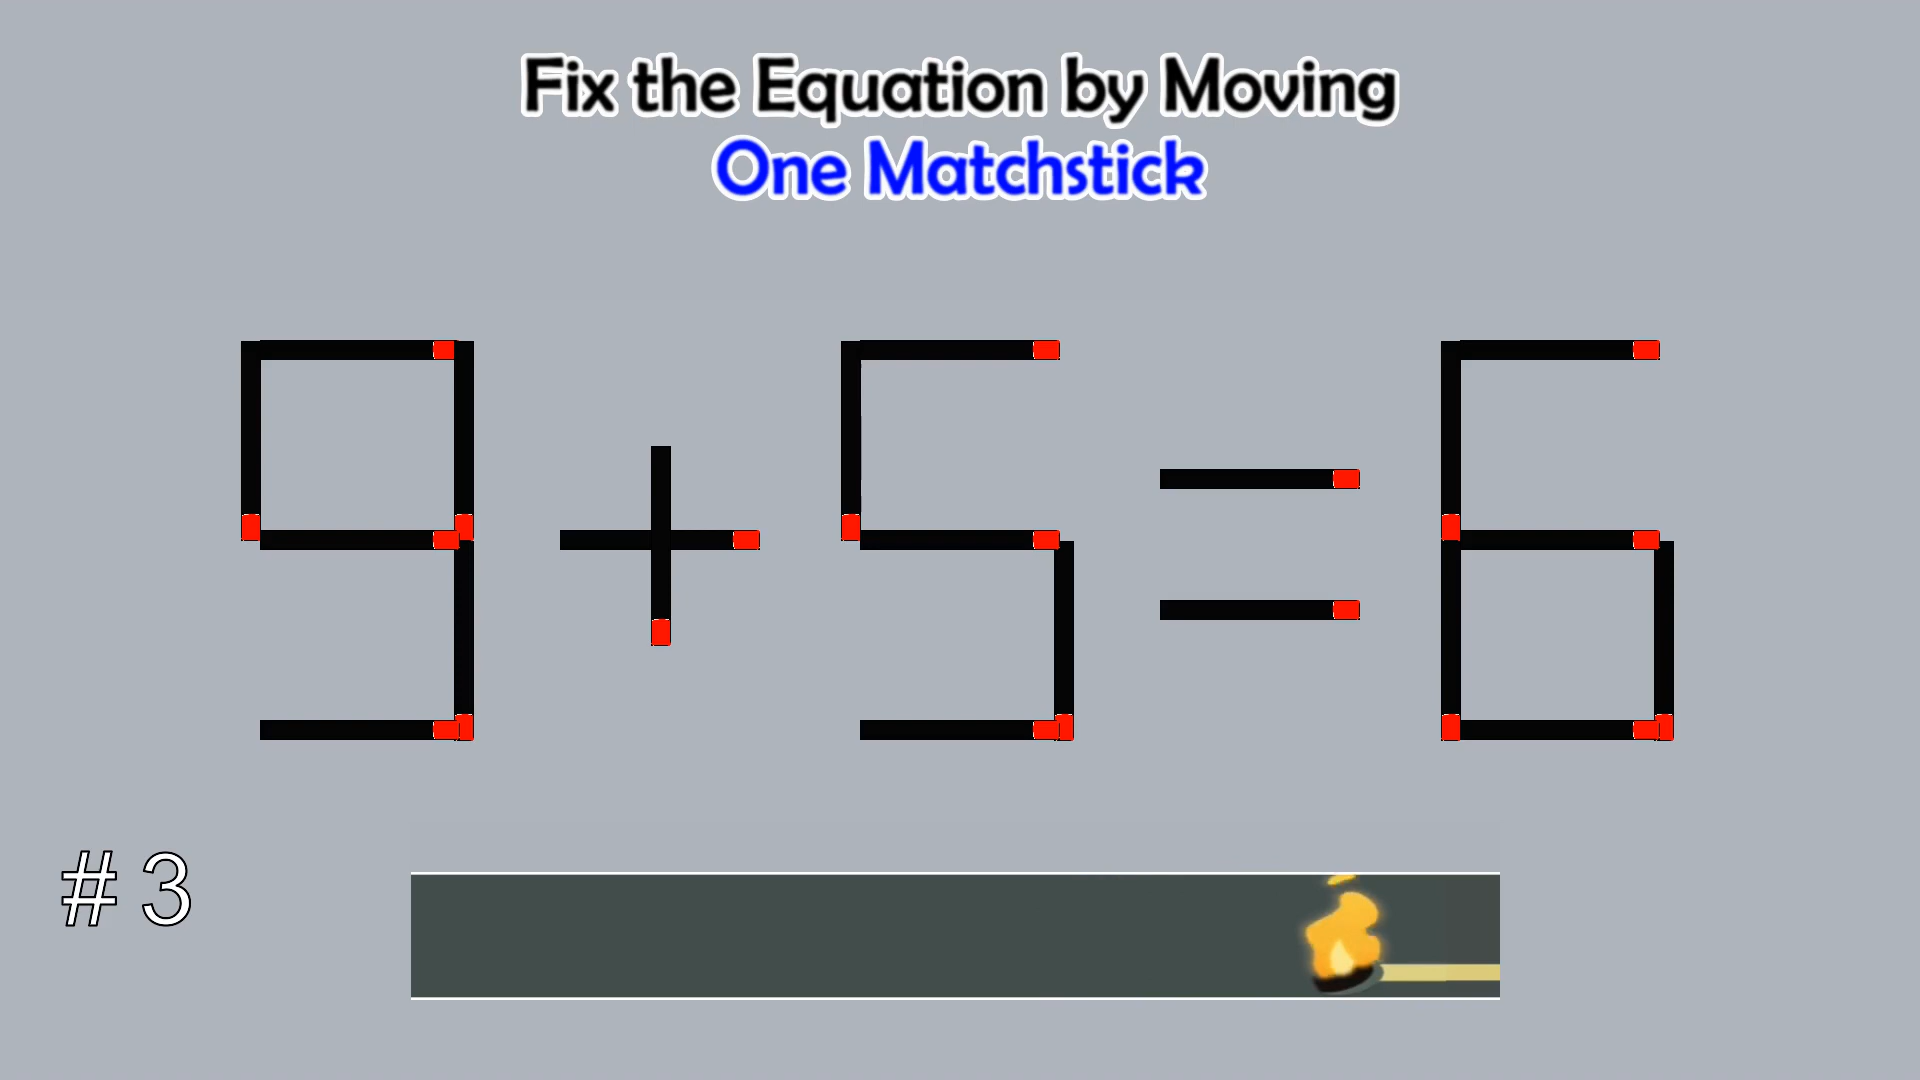 Fix the Equation by Moving
One Matchstick
9+5=6
# 3